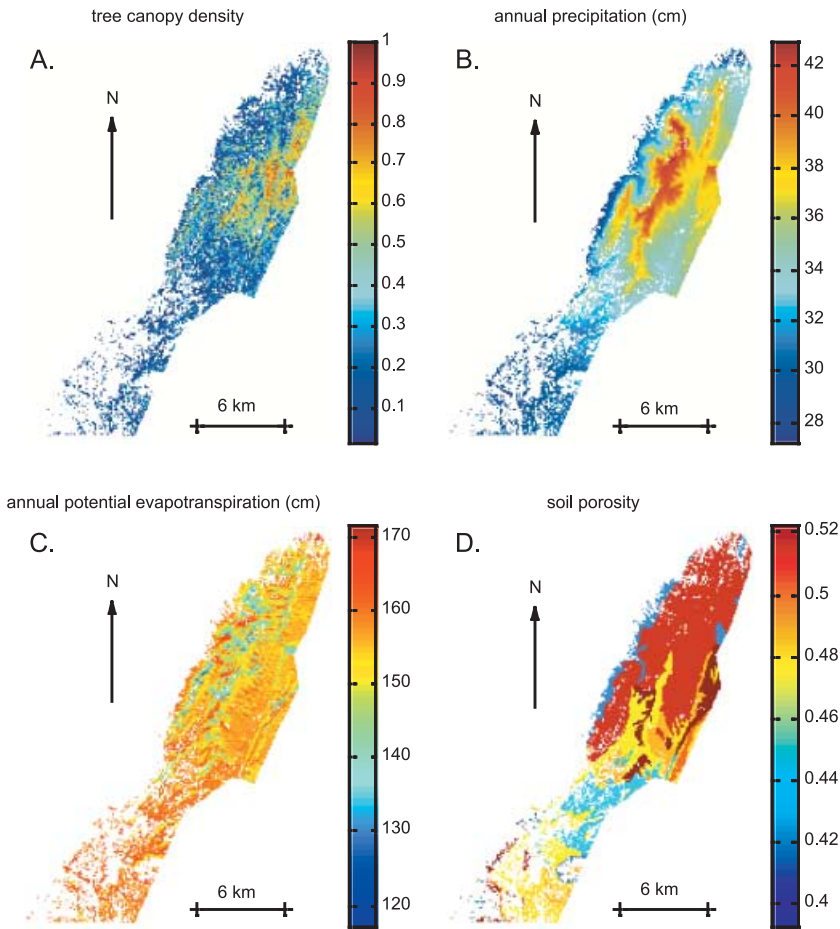 tree canopy density
A.
N
1
0.9
0.8
0.7
0.6
0.5
0.4
0.3
0.2
0.1
6 km
annual precipitation (cm)
B.
N
42
40
38
36
34
32
30
28
6 km
annual potential evapotranspiration (cm)
C.
N
170
160
150
140
130
120
6 km
soil porosity
D.
N
0.52
0.5
0.48
0.46
0.44
0.42
0.4
6 km